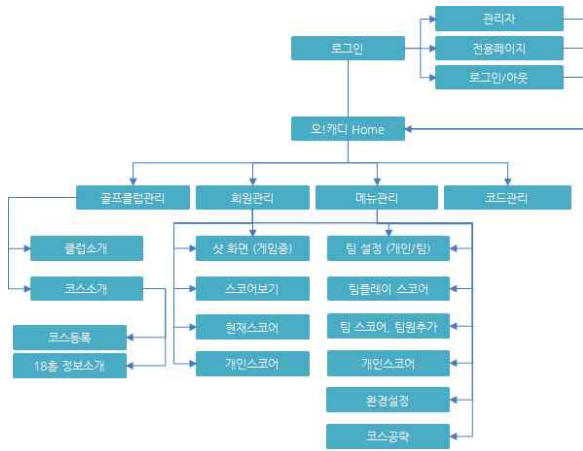 관리자
로그인
전용페이지
로그인/아웃
오!캐디 Home
골프클럽관리
회원관리
메뉴관리
코드관리
클럽소개
샷 화면 (게임중)
팀 설정 (개인/팀)
코스소개
스코어보기
팀플레이 스코어
코스등록
현재스코어
팀 스코어, 팀원추가
18홀 정보소개
개인스코어
개인스코어
환경설정
코스공략